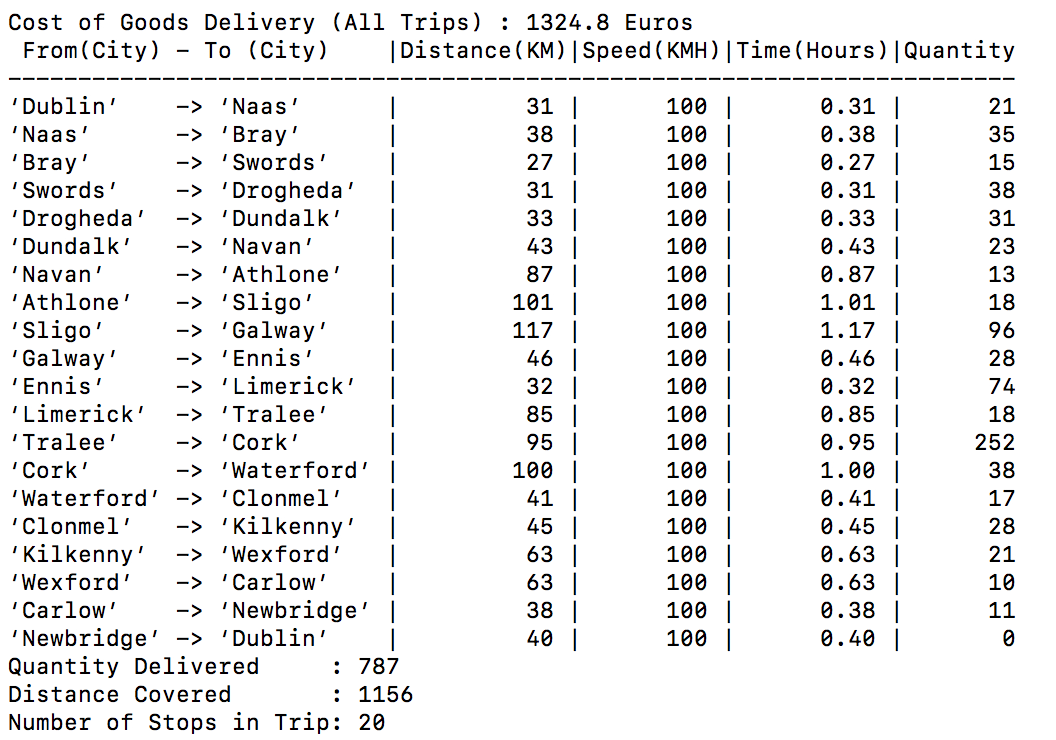 Cost of Goods Delivery (All Trips) : 1324.8 Euros
From(City) – To (City)    |Distance(KM)|Speed(KMH)|Time(Hours)|Quantity
------------------------------------------------------------------------
‘Dublin’    –> ‘Naas’      |         31 |      100 |      0.31 |      21
‘Naas’      –> ‘Bray’      |         38 |      100 |      0.38 |      35
‘Bray’      –> ‘Swords’    |         27 |      100 |      0.27 |      15
‘Swords’    –> ‘Drogheda’  |         31 |      100 |      0.31 |      38
‘Drogheda’  –> ‘Dundalk’   |         33 |      100 |      0.33 |      31
‘Dundalk’   –> ‘Navan’     |         43 |      100 |      0.43 |      23
‘Navan’     –> ‘Athlone’   |         87 |      100 |      0.87 |      13
‘Athlone’   –> ‘Sligo’     |        101 |      100 |      1.01 |      18
‘Sligo’     –> ‘Galway’    |        117 |      100 |      1.17 |      96
‘Galway’    –> ‘Ennis’     |         46 |      100 |      0.46 |      28
‘Ennis’     –> ‘Limerick’  |         32 |      100 |      0.32 |      74
‘Limerick’  –> ‘Tralee’    |         85 |      100 |      0.85 |      18
‘Tralee’    –> ‘Cork’      |         95 |      100 |      0.95 |     252
‘Cork’      –> ‘Waterford’ |        100 |      100 |      1.00 |      38
‘Waterford’ –> ‘Clonmel’   |         41 |      100 |      0.41 |      17
‘Clonmel’   –> ‘Kilkenny’  |         45 |      100 |      0.45 |      28
‘Kilkenny’  –> ‘Wexford’   |         63 |      100 |      0.63 |      21
‘Wexford’   –> ‘Carlow’    |         63 |      100 |      0.63 |      10
‘Carlow’    –> ‘Newbridge’ |         38 |      100 |      0.38 |      11
‘Newbridge’ –> ‘Dublin’    |         40 |      100 |      0.40 |       0
Quantity Delivered     : 787
Distance Covered       : 1156
Number of Stops in Trip: 20